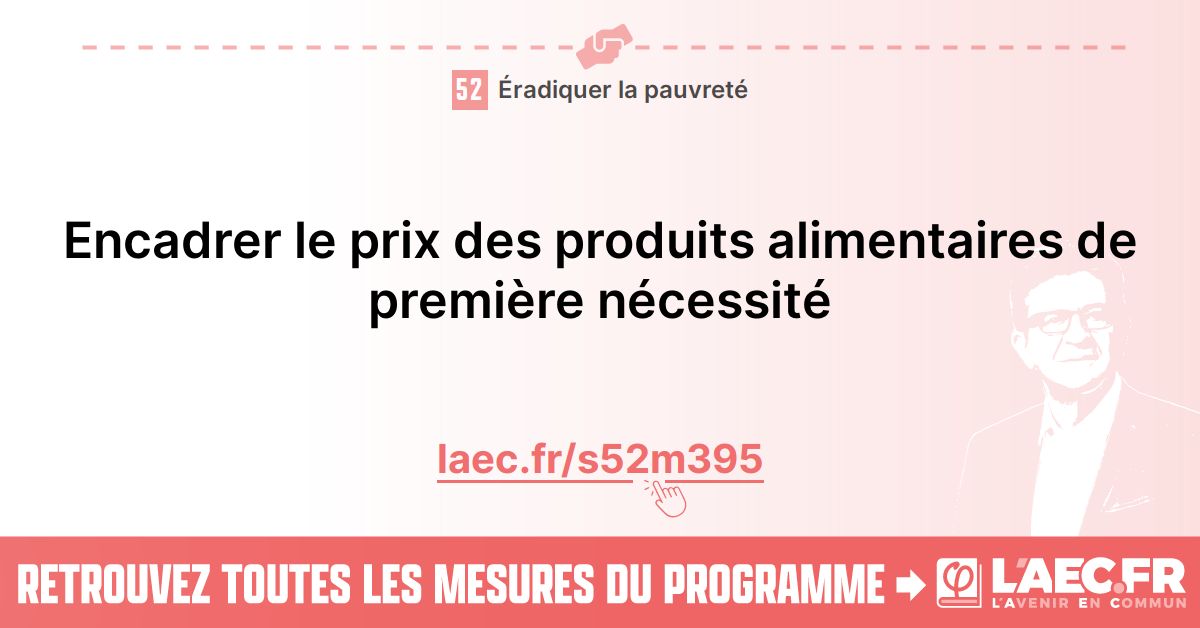 52 Éradiquer la pauvreté
Encadrer le prix des produits alimentaires de
première nécessité
laec.fr/s52m395
RETROUVEZ TOUTES LES MESURES DU PROGRAMME
L'AEC.FR
L'AVENIR EN COMMUN